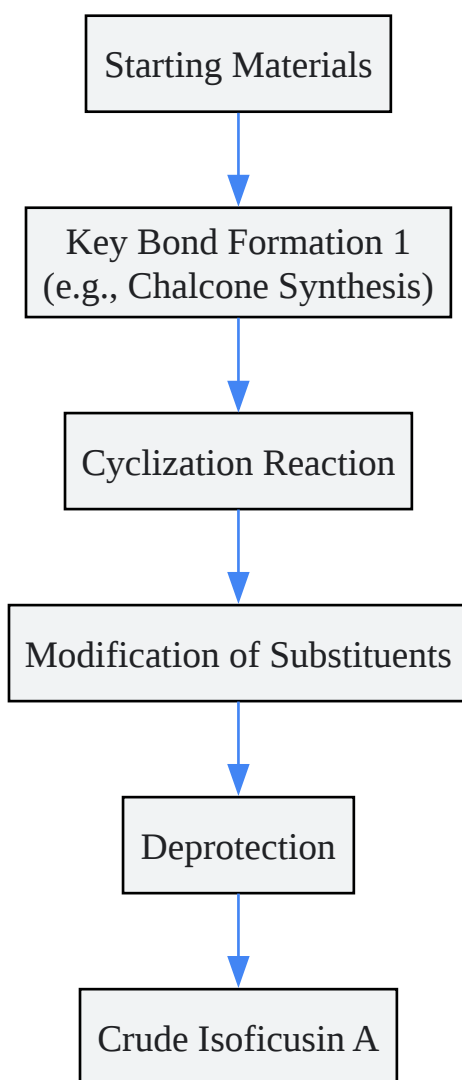 Starting Materials
Key Bond Formation 1
(e.g., Chalcone Synthesis)
Cyclization Reaction
Modification of Substituents
Deprotection
Crude Isoficusin A